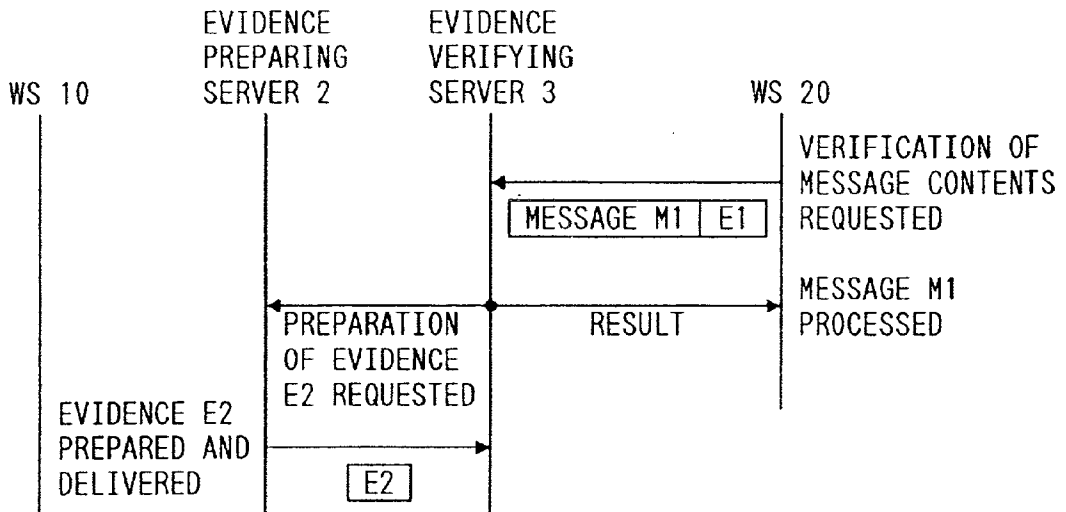 EVIDENCE
PREPARING
SERVER 2
EVIDENCE
VERIFYING
SERVER 3
WS 10
WS 20
VERIFICATION OF
MESSAGE CONTENTS
REQUESTED
MESSAGE M1 E1
MESSAGE M1
PROCESSED
PREPARATION
OF EVIDENCE
E2 REQUESTED
RESULT
EVIDENCE E2
PREPARED AND
DELIVERED
E2